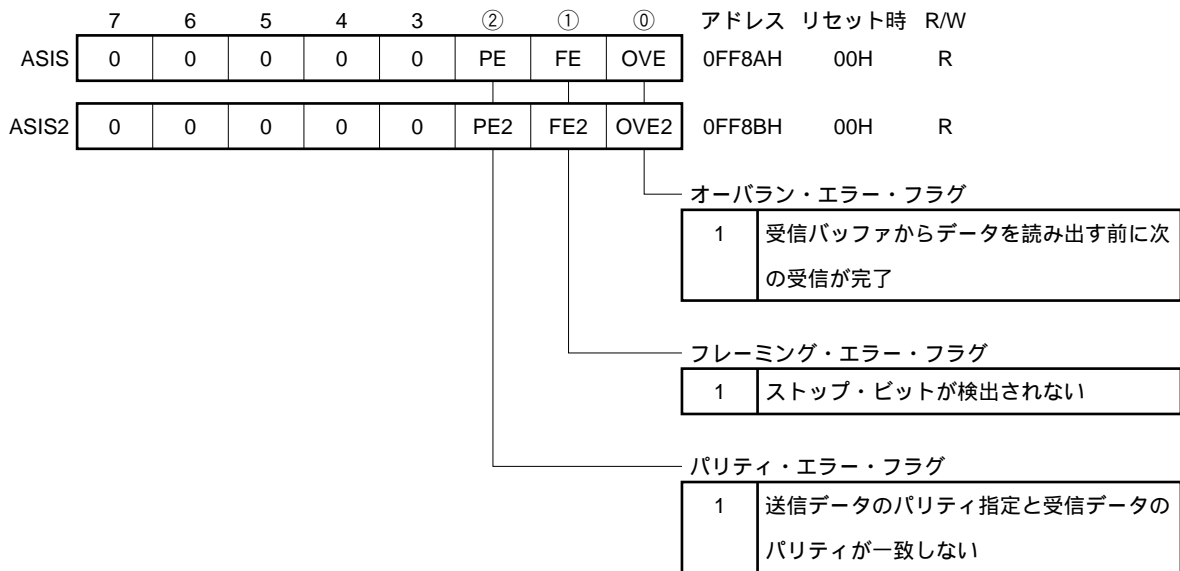 7 6 5 4 3 ② ① ⓪ アドレス リセット時 R/W
ASIS 0 0 0 0 0 PE FE OVE 0FF8AH 00H R
ASIS2 0 0 0 0 0 PE2 FE2 OVE2 0FF8BH 00H R
オーバラン・エラー・フラグ
1 受信バッファからデータを読み出す前に次
の受信が完了
フレーミング・エラー・フラグ
1 ストップ・ビットが検出されない
パリティ・エラー・フラグ
1 送信データのパリティ指定と受信データの
パリティが一致しない